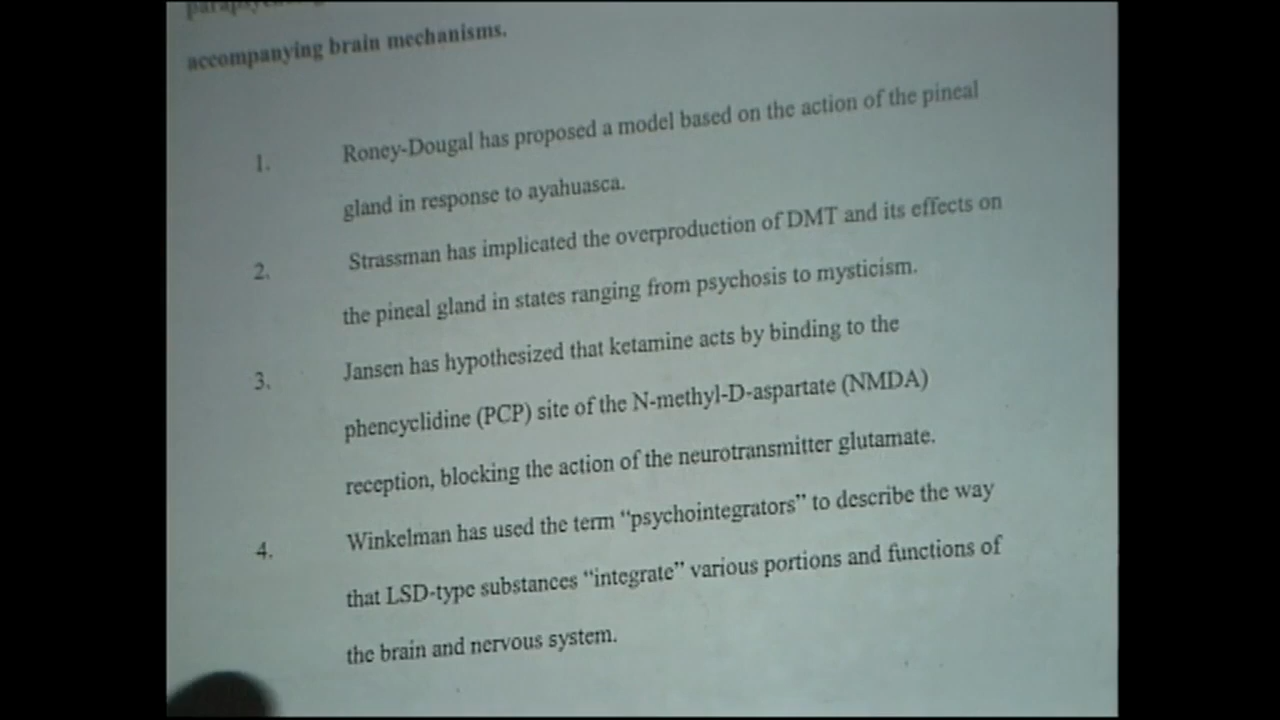 accompanying brain mechanisms.
1. Roney-Dougal has proposed a model based on the action of the pineal
gland in response to ayahuasca.
2. Strassman has implicated the overproduction of DMT and its effects on
the pineal gland in states ranging from psychosis to mysticism.
3. Jansen has hypothesized that ketamine acts by binding to the
phencyclidine (PCP) site of the N-methyl-D-aspartate (NMDA)
reception, blocking the action of the neurotransmitter glutamate.
4. Winkelman has used the term “psychointegrators” to describe the way
that LSD-type substances “integrate” various portions and functions of
the brain and nervous system.